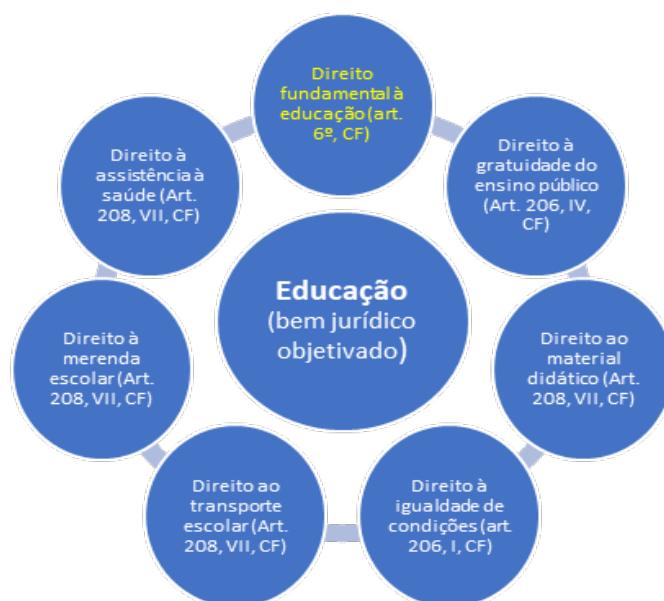 Direito
fundamental à
educação (art.
6º, CF)
Direito à
gratuidade do
ensino público
(Art. 206, IV,
CF)
Direito ao
material
didático (Art.
208, VII, CF)
Direito à
igualdade de
condições (art.
206, I, CF)
Direito ao
transporte
escolar (Art.
208, VII, CF)
Direito à
merenda
escolar (Art.
208, VII, CF)
Direito à
assistência à
saúde (Art.
208, VII, CF)
Educação
(bem jurídico
objetivado)